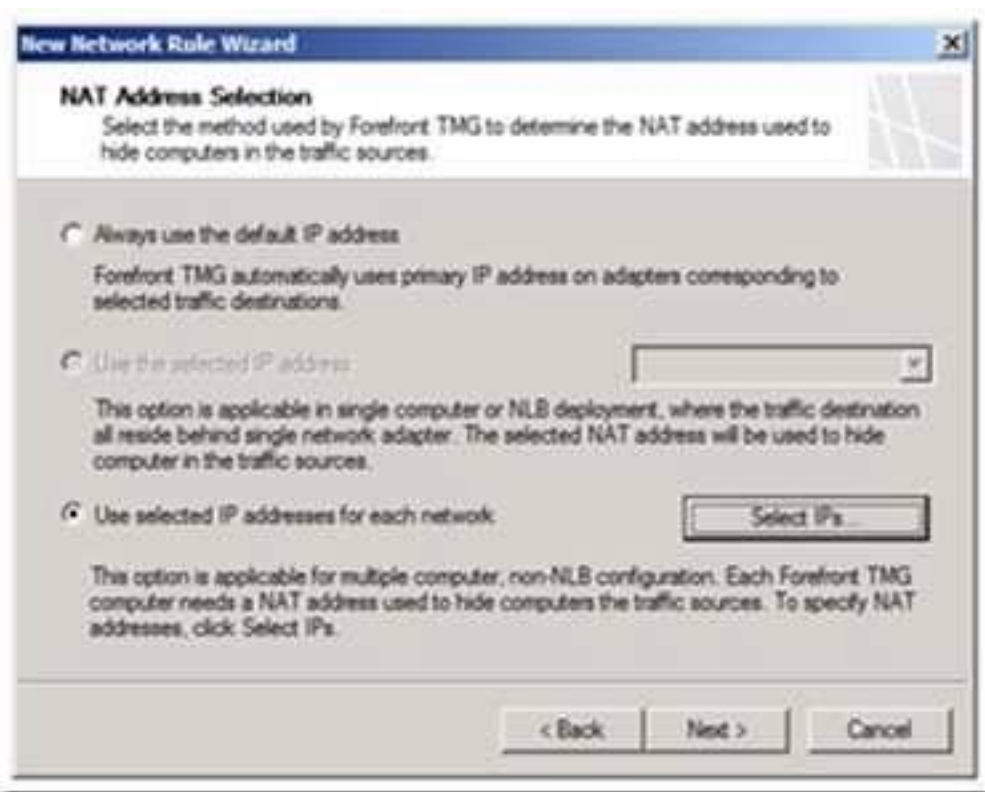 New Network Rule Wizard
NAT Address Selection
Select the method used by Forefront TMG to determine the NAT address used to
hide computers in the traffic sources.
Always use the default IP address
Forefront TMG automatically uses primary IP address on adapters corresponding to
selected traffic destinations.
Use the selected IP address
This option is applicable in single computer or NLB deployment, where the traffic destination
all reside behind single network adapter. The selected NAT address will be used to hide
computer in the traffic sources.
Use selected IP addresses for each network
Select IPs...
This option is applicable for multiple computer, non-NLB configuration. Each Forefront TMG
computer needs a NAT address used to hide computers the traffic sources. To specify NAT
addresses, click Select IPs.
< Back
Next >
Cancel